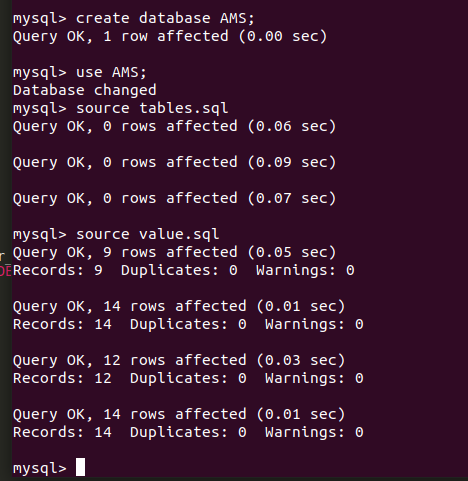 mysql> create database AMS;
Query OK, 1 row affected (0.00 sec)
mysql> use AMS;
Database changed
mysql> source tables.sql
Query OK, 0 rows affected (0.06 sec)
Query OK, 0 rows affected (0.09 sec)
Query OK, 0 rows affected (0.07 sec)
mysql> source value.sql
Query OK, 9 rows affected (0.05 sec)
Records: 9  Duplicates: 0  Warnings: 0
Query OK, 14 rows affected (0.01 sec)
Records: 14  Duplicates: 0  Warnings: 0
Query OK, 12 rows affected (0.03 sec)
Records: 12  Duplicates: 0  Warnings: 0
Query OK, 14 rows affected (0.01 sec)
Records: 14  Duplicates: 0  Warnings: 0
mysql>